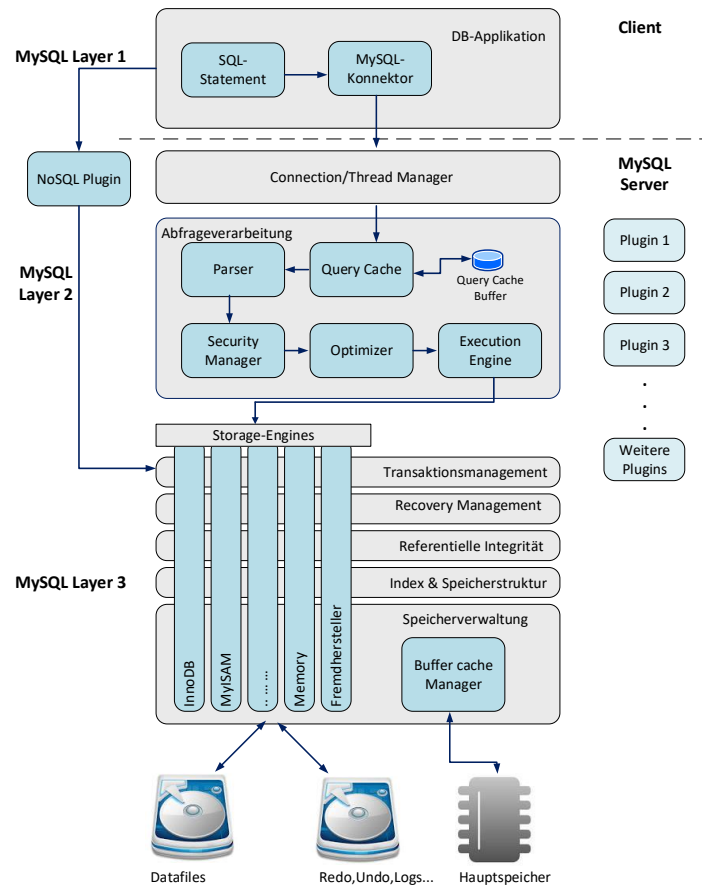 MySQL Layer 1
DB-Applikation
Client
SQL-
Statement
MySQL-
Konnektor
NoSQL Plugin
Connection/Thread Manager
MySQL
Server
MySQL
Layer 2
Abfrageverarbeitung
Parser
Query Cache
Query Cache
Buffer
Security
Manager
Optimizer
Execution
Engine
Plugin 1
Plugin 2
Plugin 3
.
.
.
Weitere
Plugins
Storage-Engines
Transaktionsmanagement
Recovery Management
Referentielle Integrität
Index & Speicherstruktur
MySQL Layer 3
Speicherverwaltung
InnoDB
MyISAM
.. ... ...
Memory
Fremdhersteller
Buffer cache
Manager
Datafiles
Redo,Undo,Logs...
Hauptspeicher